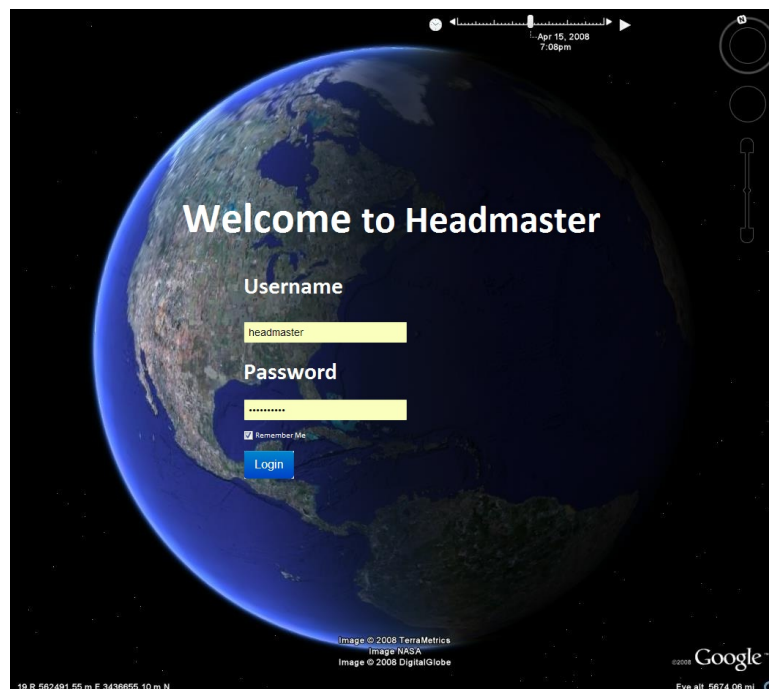 N
Apr 15, 2008
7:08pm
Welcome to Headmaster
Username
headmaster
Password
••••••••••
Remember Me
Login
Image © 2008 TerraMetrics
Image NASA
Image © 2008 DigitalGlobe
©2008 Google™
19 R 562491.55 m E 3436655.10 m N
Eye alt 5674.06 mi